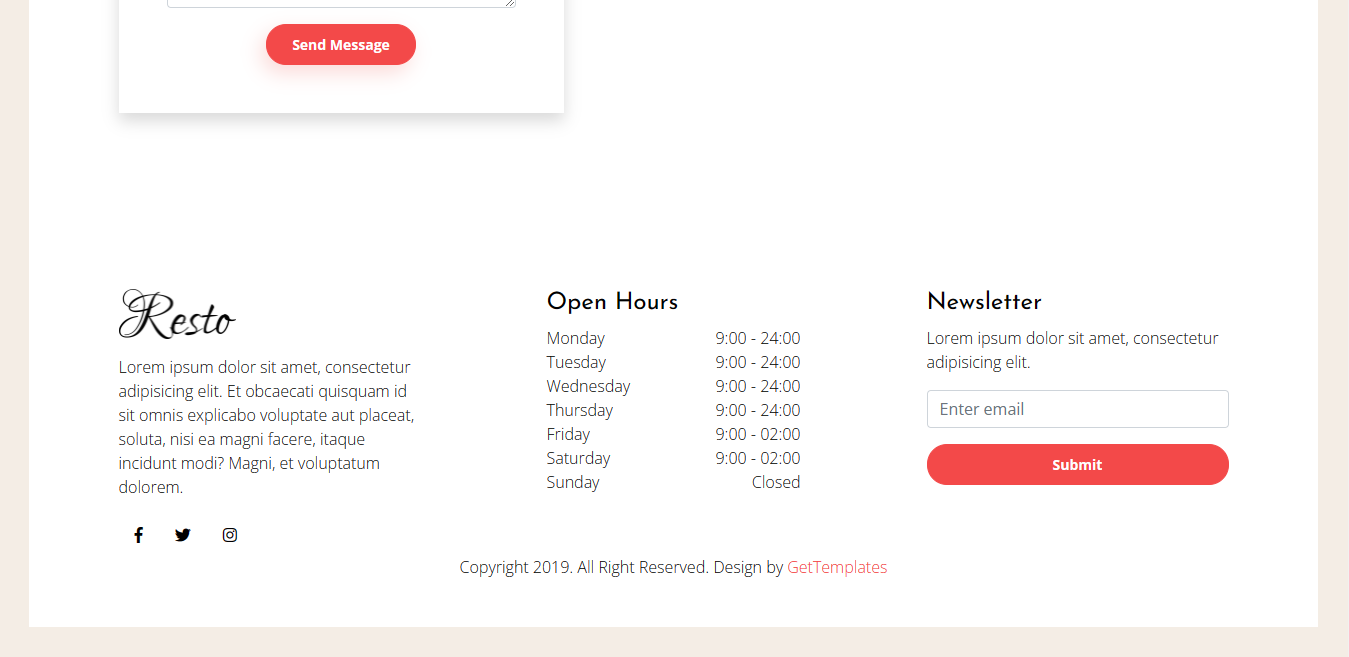 Send Message
Resto
Lorem ipsum dolor sit amet, consectetur
adipisicing elit. Et obcaecati quisquam id
sit omnis explicabo voluptate aut placeat,
soluta, nisi ea magni facere, itaque
incidunt modi? Magni, et voluptatum
dolorem.
Open Hours
Monday 9:00 - 24:00
Tuesday 9:00 - 24:00
Wednesday 9:00 - 24:00
Thursday 9:00 - 24:00
Friday 9:00 - 02:00
Saturday 9:00 - 02:00
Sunday Closed
Newsletter
Lorem ipsum dolor sit amet, consectetur
adipisicing elit.
Enter email
Submit
Copyright 2019. All Right Reserved. Design by GetTemplates